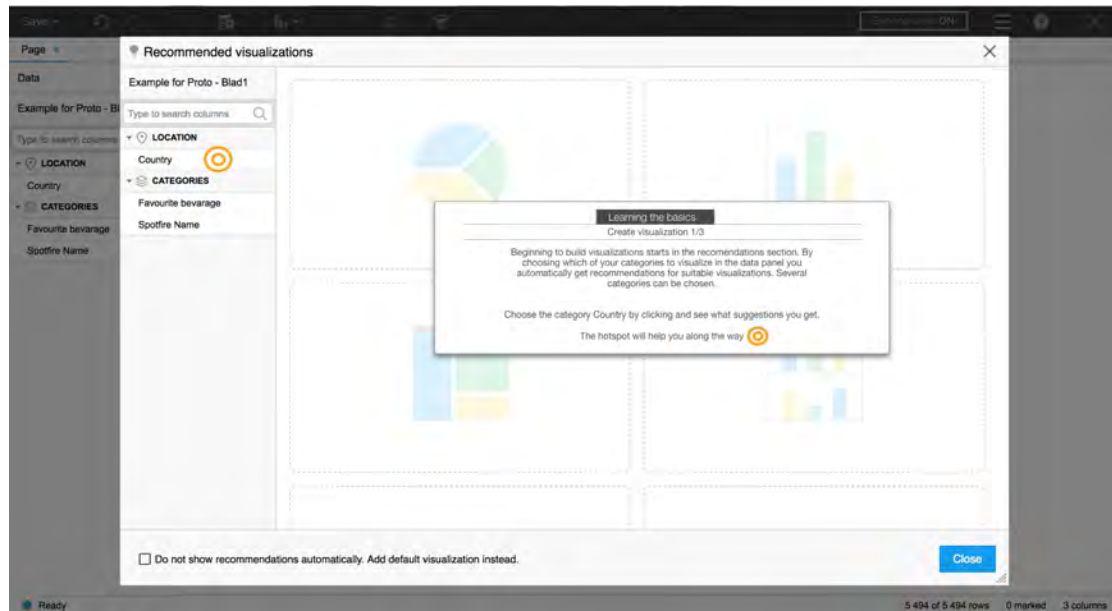 Save
ON
Page
Recommended visualizations
Data
Example for Proto - Blad1
Example for Proto - Bl
Type to search columns
Type to search columns
LOCATION
LOCATION
Country
Country
CATEGORIES
CATEGORIES
Favourite bevarage
Favourite bevarage
Spotfire Name
Spotfire Name
Learning the basics
Create visualization 1/3
Beginning to build visualizations starts in the recomendations section. By
choosing which of your categories to visualize in the data panel you
automatically get recommendations for suitable visualizations. Several
categories can be chosen.
Choose the category Country by clicking and see what suggestions you get.
The hotspot will help you along the way
Do not show recommendations automatically. Add default visualization instead.
Close
Ready
5 494 of 5 494 rows 0 marked 3 columns